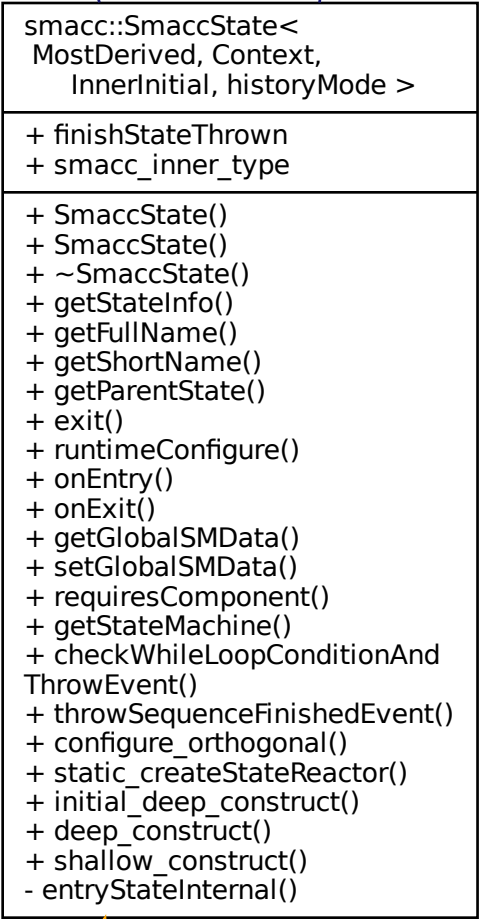 smacc::SmaccState<
MostDerived, Context,
InnerInitial, historyMode >
+ finishStateThrown
+ smacc_inner_type
+ SmaccState()
+ SmaccState()
+ ~SmaccState()
+ getStateInfo()
+ getFullName()
+ getShortName()
+ getParentState()
+ exit()
+ runtimeConfigure()
+ onEntry()
+ onExit()
+ getGlobalSMData()
+ setGlobalSMData()
+ requiresComponent()
+ getStateMachine()
+ checkWhileLoopConditionAnd
ThrowEvent()
+ throwSequenceFinishedEvent()
+ configure_orthogonal()
+ static_createStateReactor()
+ initial_deep_construct()
+ deep_construct()
+ shallow_construct()
- entryStateInternal()